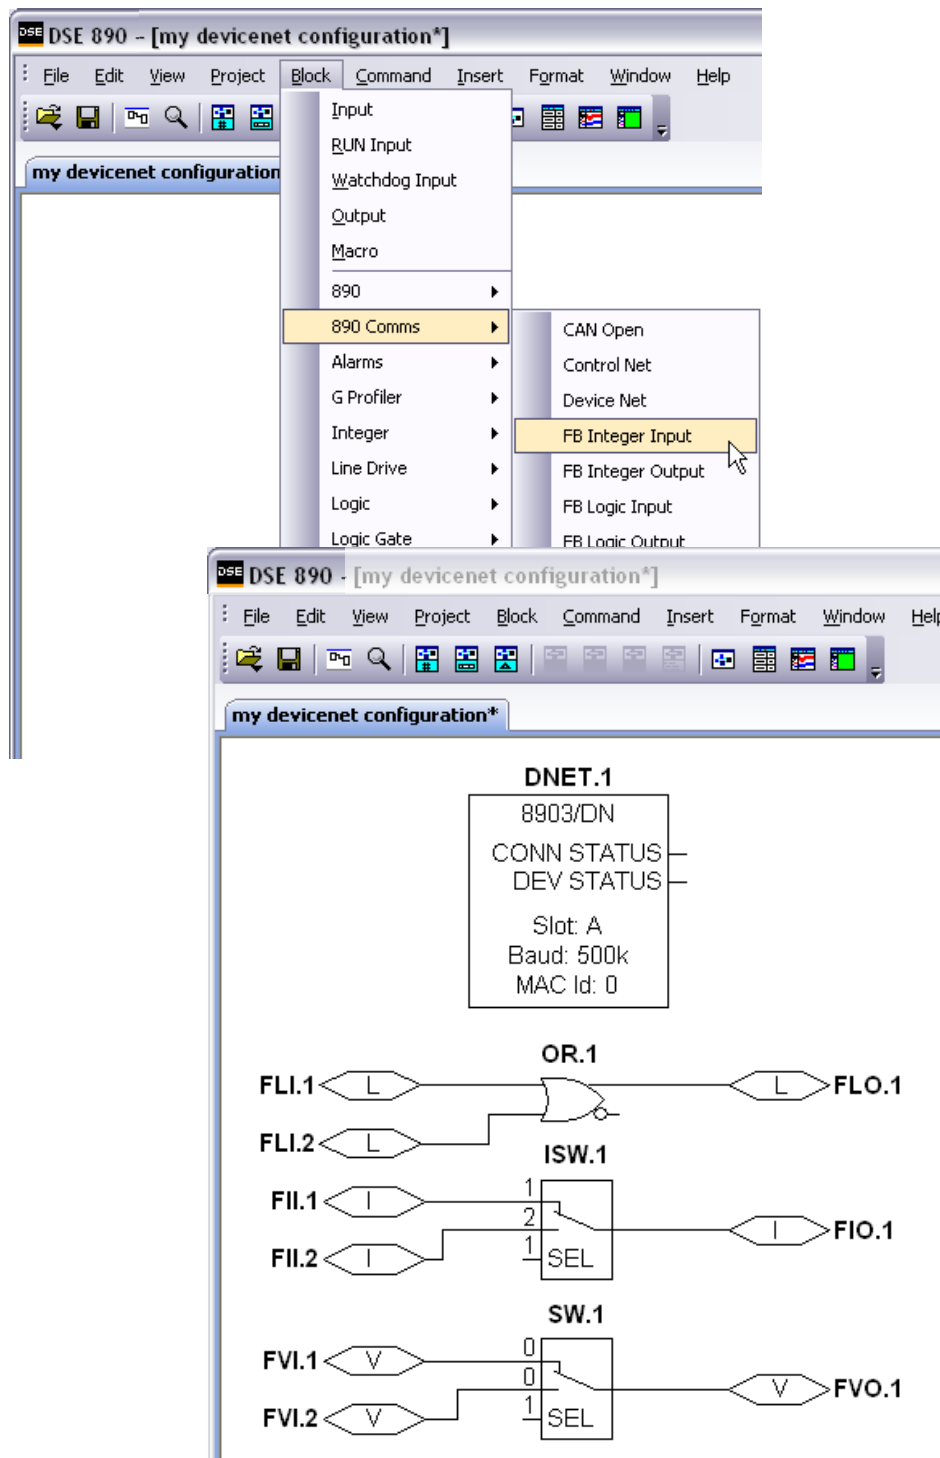 DSE DSE 890 - [my devicenet configuration*]
File Edit View Project Block Command Insert Format Window Help
my devicenet configuration
Input
RUN Input
Watchdog Input
Output
Macro
890
890 Comms
Alarms
G Profiler
Integer
Line Drive
Logic
Logic Gate
CAN Open
Control Net
Device Net
FB Integer Input
FB Integer Output
FB Logic Input
FB Logic Output
DSE DSE 890 - [my devicenet configuration*]
File Edit View Project Block Command Insert Format Window Help
my devicenet configuration*
DNET.1
8903/DN
CONN STATUS
DEV STATUS
Slot: A
Baud: 500k
MAC Id: 0
OR.1
FLI.1 L L FLO.1
FLI.2 L
ISW.1
FII.1 I 1
2 I FIO.1
FII.2 I 1 SEL
SW.1
FVI.1 V 0
0 V FVO.1
FVI.2 V 1 SEL